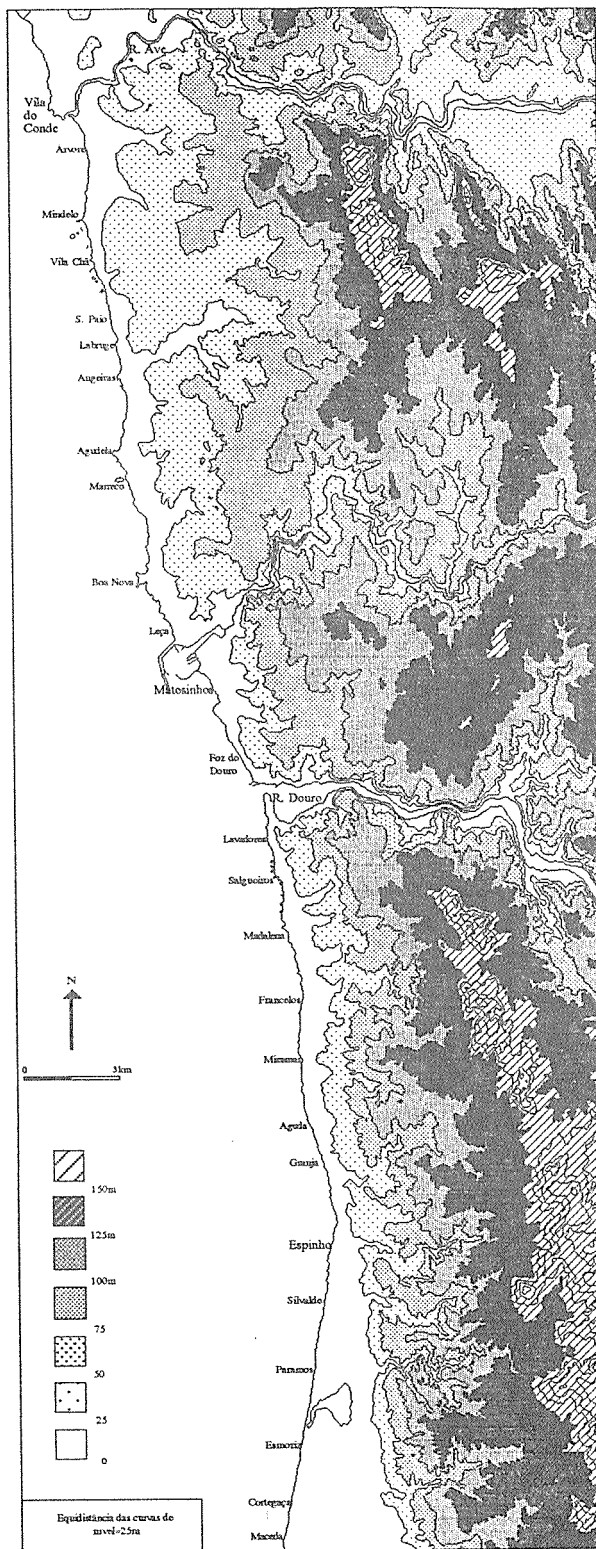 R. Ave
Vila
do
Conde
Arvore
Mindelo
Vila Chã
S. Paio
Labruge
Angeiras
Agudela
Marreco
Boa Nova
Leça
Matosinhos
Foz do
Douro
R. Douro
Lavadores
Salgueiros
Madalena
Francelos
Miramar
Aguda
Granja
Espinho
Silvalde
Paramos
Esmoriz
Cortegaça
Maceda
N
0 3km
150m
125m
100m
75
50
25
0
Equidistância das curvas de
nível=25m